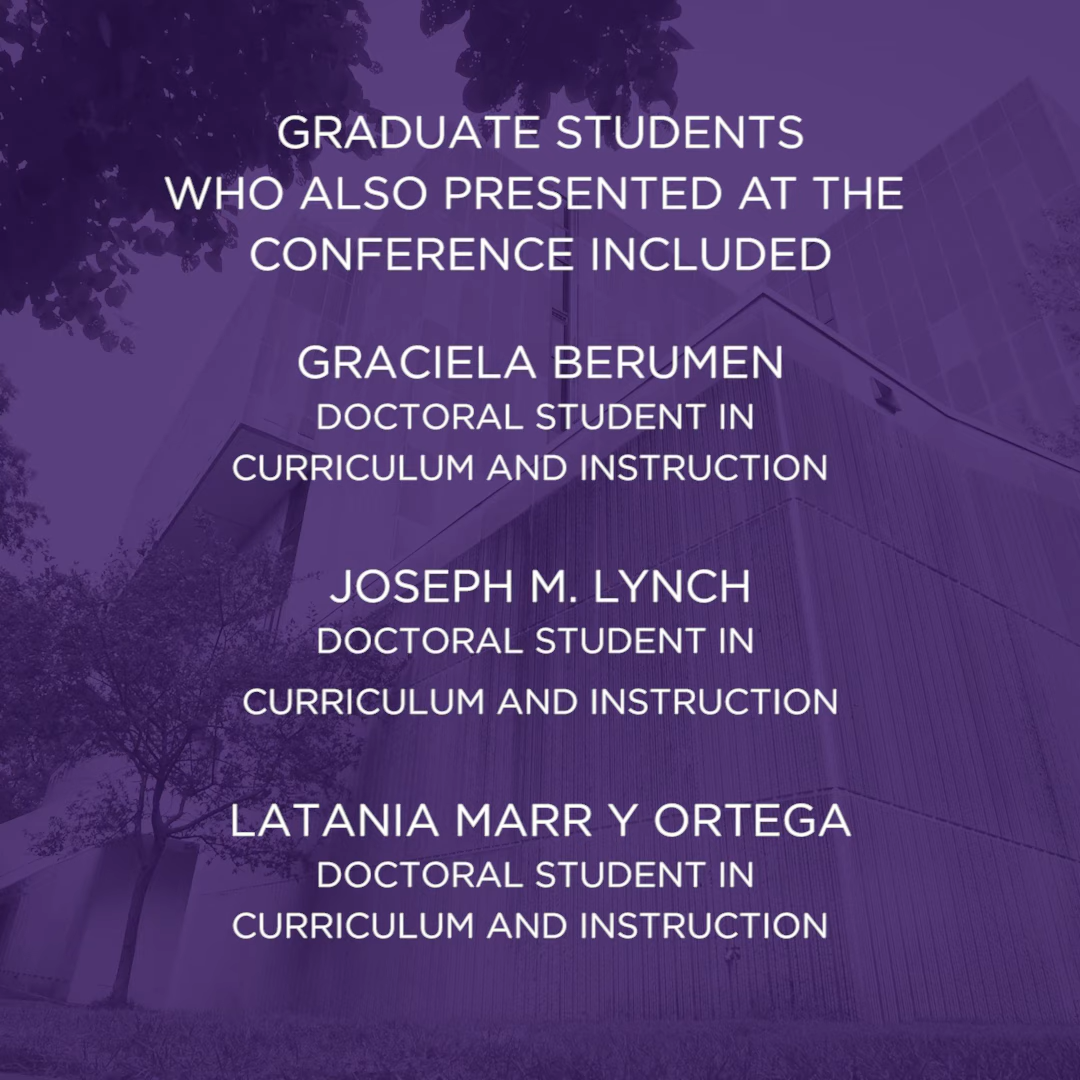 GRADUATE STUDENTS
WHO ALSO PRESENTED AT THE
CONFERENCE INCLUDED
GRACIELA BERUMEN
DOCTORAL STUDENT IN
CURRICULUM AND INSTRUCTION
JOSEPH M. LYNCH
DOCTORAL STUDENT IN
CURRICULUM AND INSTRUCTION
LATANIA MARR Y ORTEGA
DOCTORAL STUDENT IN
CURRICULUM AND INSTRUCTION